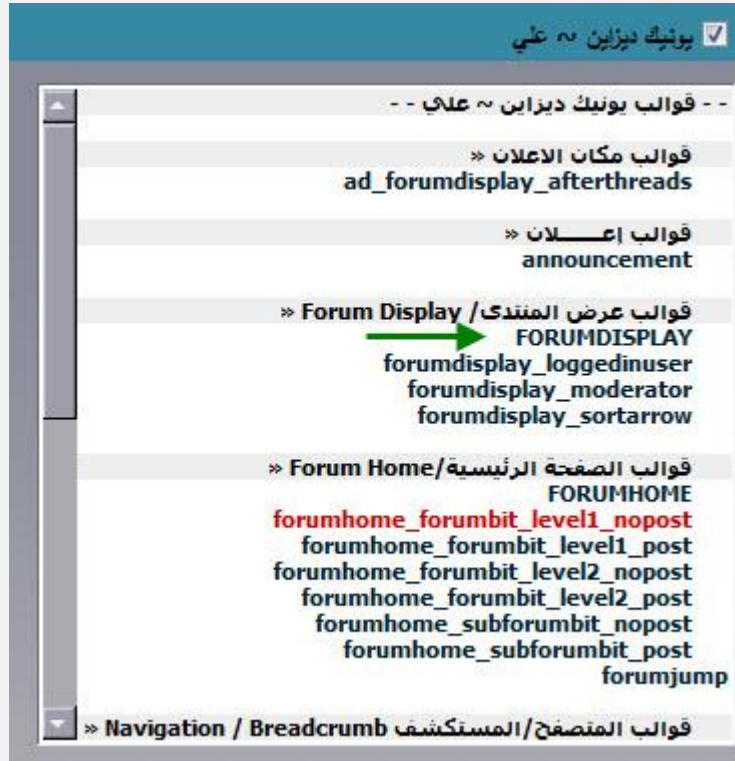 يونيك ديزاين ~ علي
- - قوالب يونيك ديزاين ~ علي - -
قوالب مكان الاعلان «
ad_forumdisplay_afterthreads
قوالب إعـــــلان «
announcement
قوالب عرض المنتدى/ Forum Display «
FORUMDISPLAY
forumdisplay_loggedinuser
forumdisplay_moderator
forumdisplay_sortarrow
قوالب الصفحة الرئيسية/Forum Home «
FORUMHOME
forumhome_forumbit_level1_nopost
forumhome_forumbit_level1_post
forumhome_forumbit_level2_nopost
forumhome_forumbit_level2_post
forumhome_subforumbit_nopost
forumhome_subforumbit_post
forumjump
قوالب المتصفح/المستكشف Navigation / Breadcrumb «